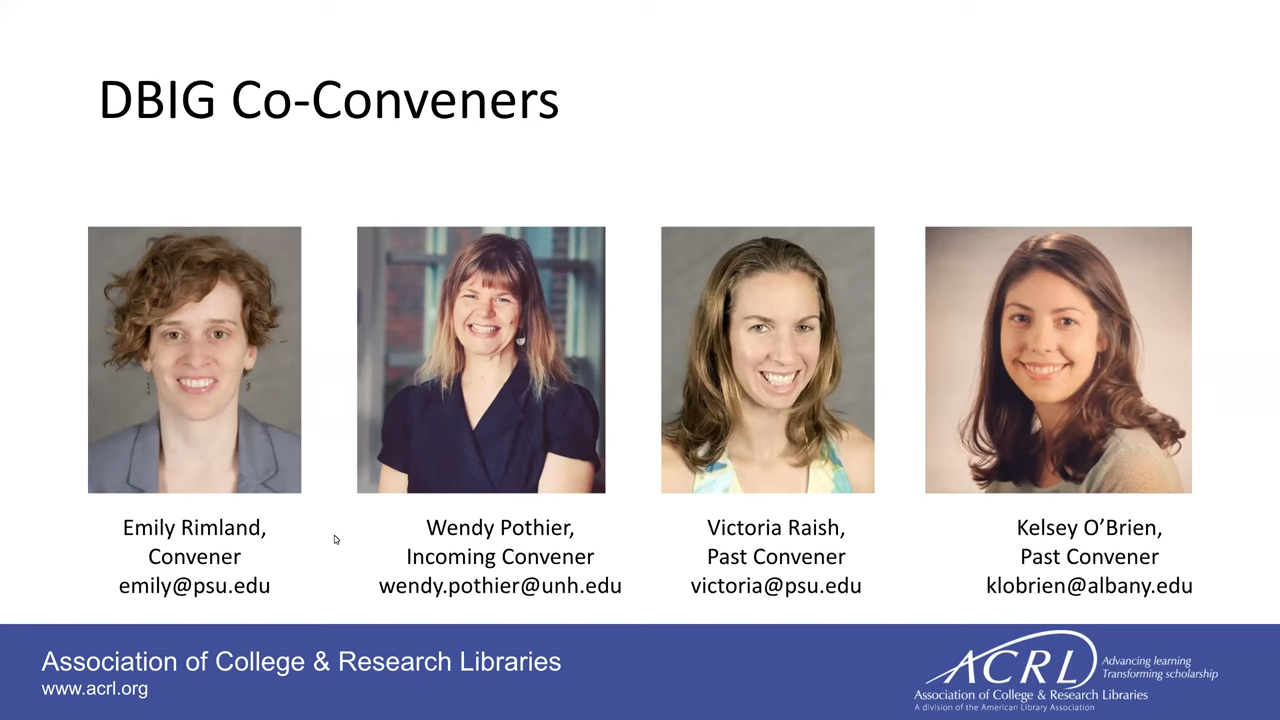 DBIG Co-Conveners
Emily Rimland,
Convener
emily@psu.edu
Wendy Pothier,
Incoming Convener
wendy.pothier@unh.edu
Victoria Raish,
Past Convener
victoria@psu.edu
Kelsey O’Brien,
Past Convener
klobrien@albany.edu
Association of College & Research Libraries
www.acrl.org
ACRL
Advancing learning
Transforming scholarship
Association of College & Research Libraries
A division of the American Library Association